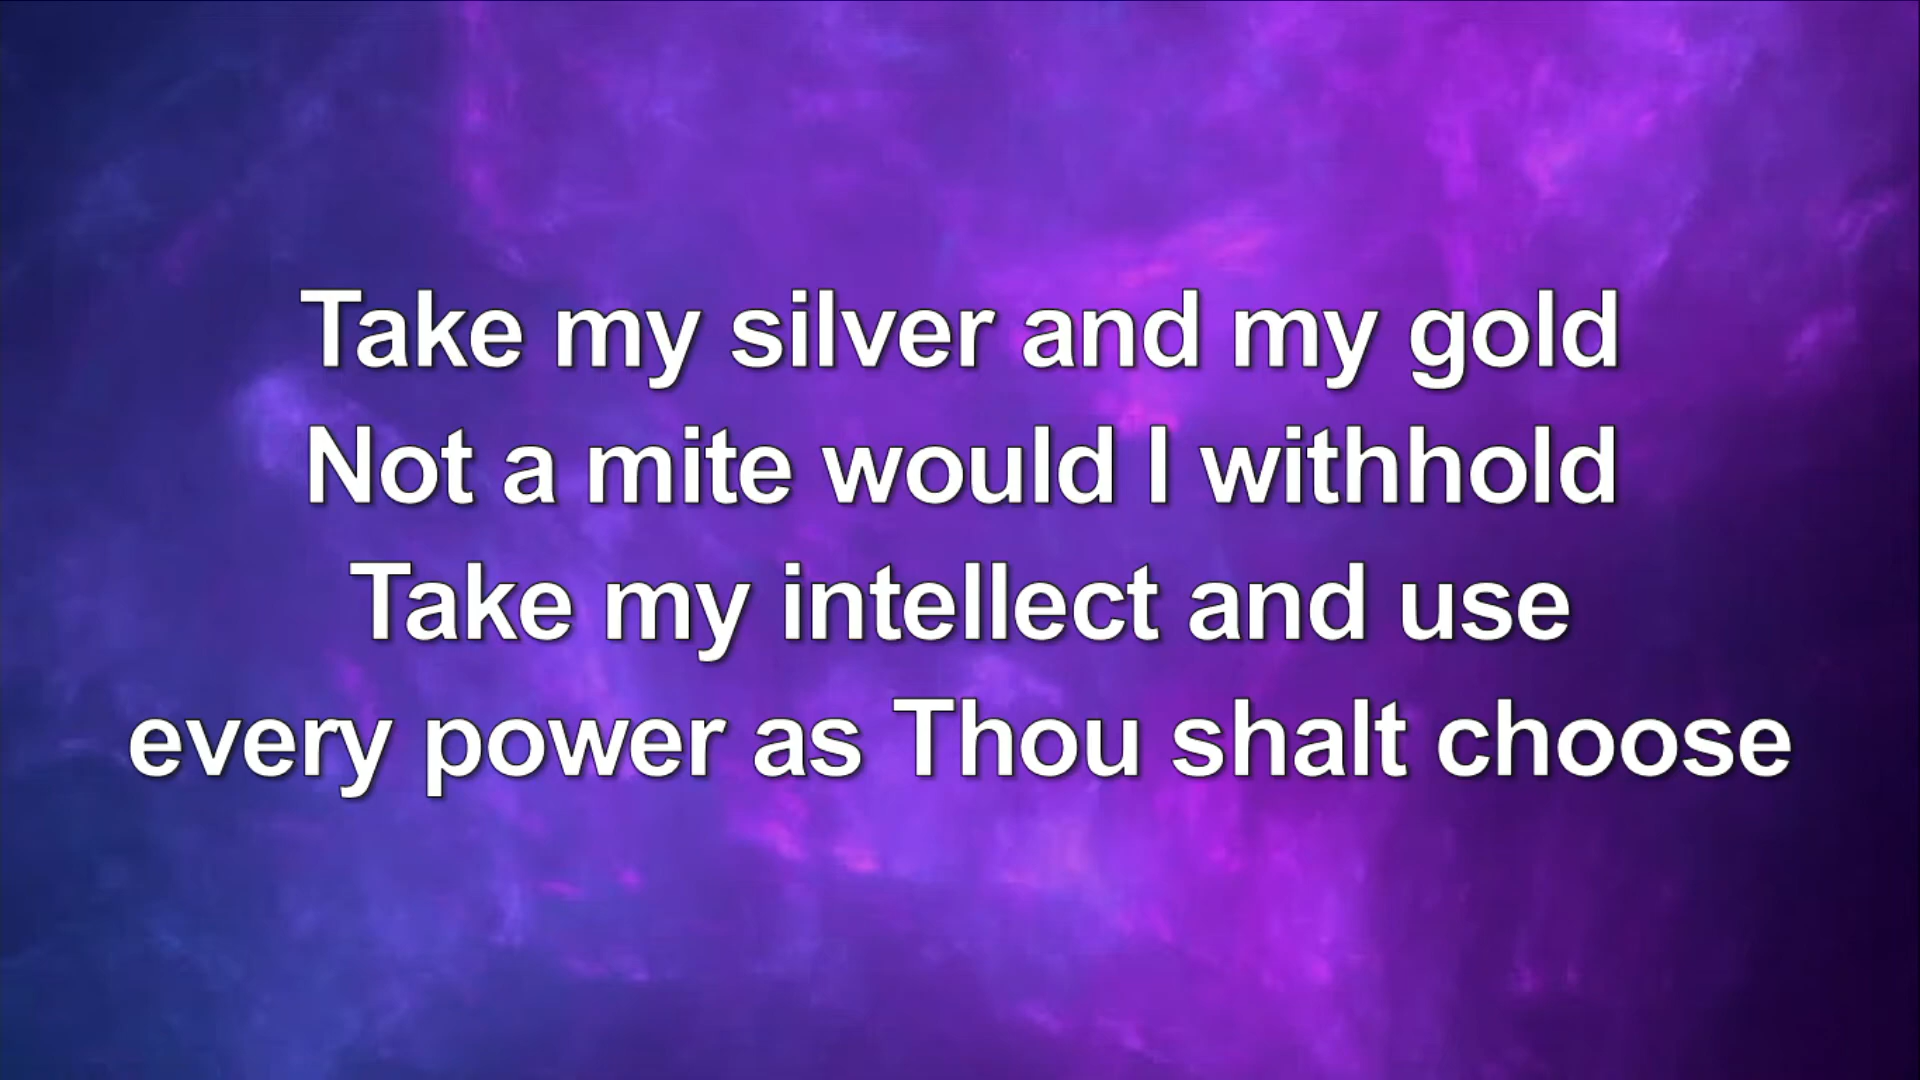 Take my silver and my gold
Not a mite would I withhold
Take my intellect and use
every power as Thou shalt choose